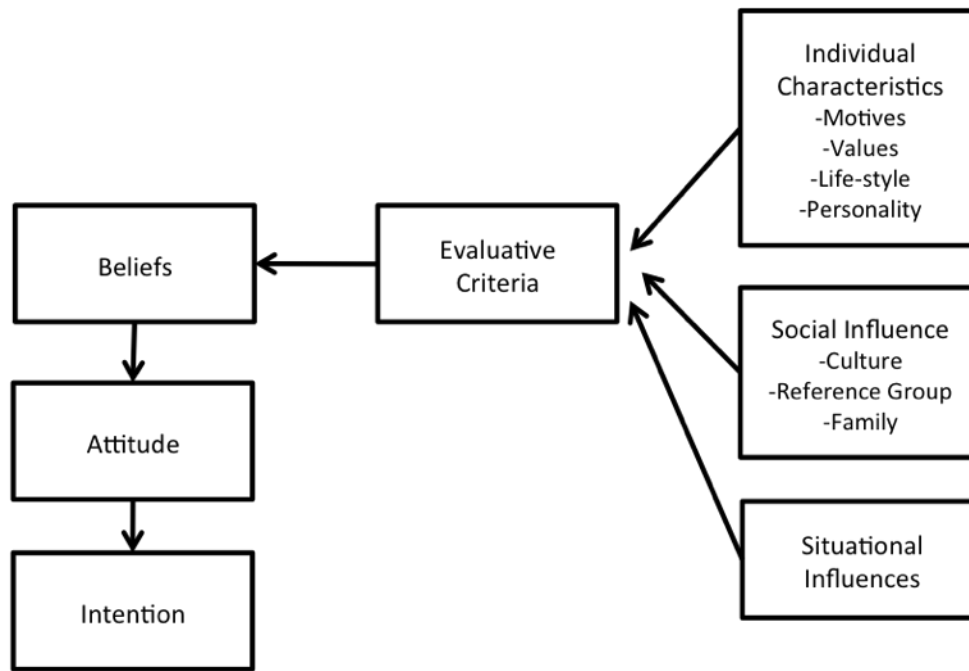 Individual
Characteristics
-Motives
-Values
-Life-style
-Personality
Beliefs
Evaluative
Criteria
Social Influence
-Culture
-Reference Group
-Family
Attitude
Situational
Influences
Intention